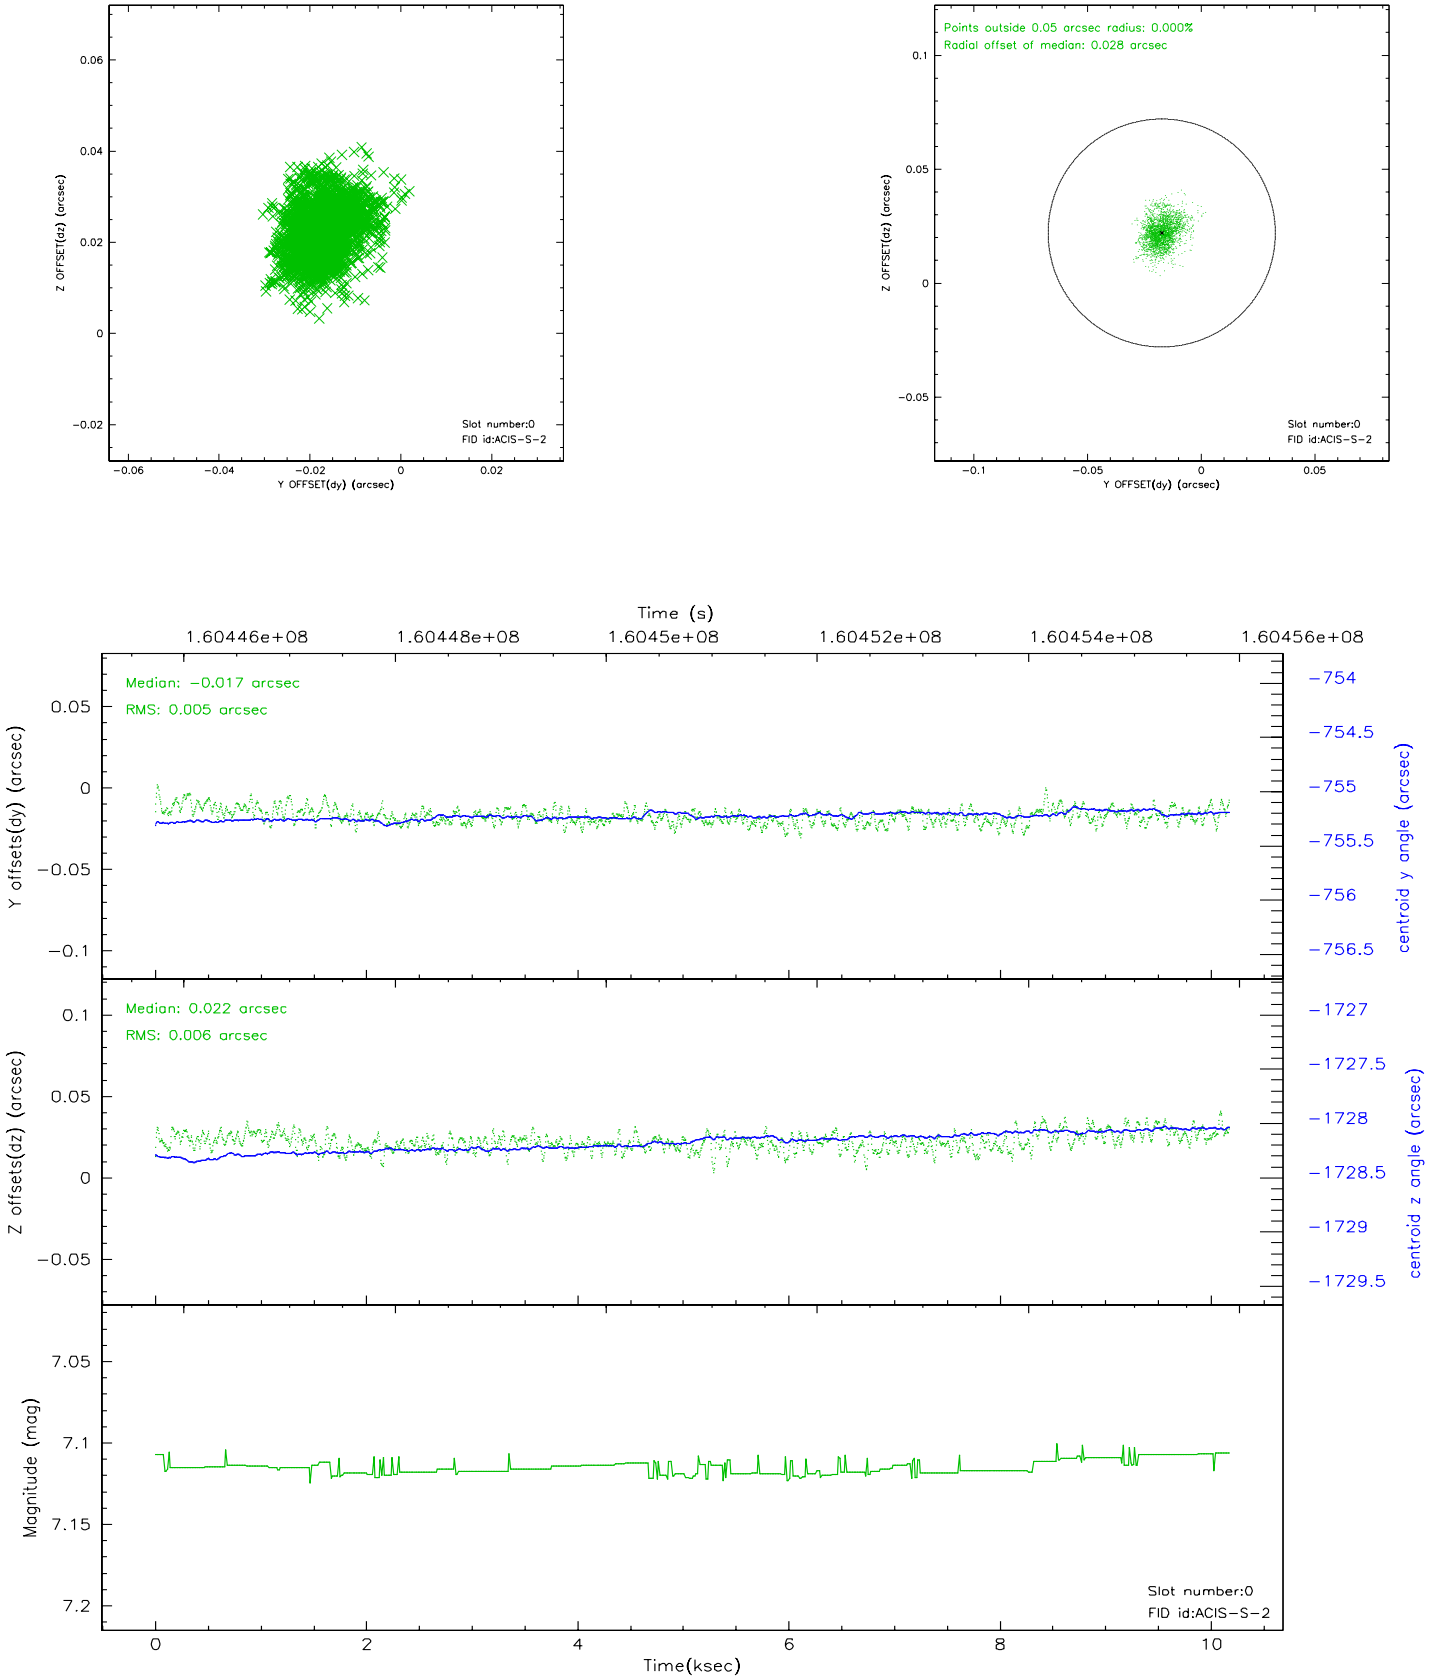 0.06
0.04
0.02
0
−0.02
Z OFFSET(dz) (arcsec)
Slot number:0
FID id:ACIS−S−2
−0.06 −0.04 −0.02 0 0.02
Y OFFSET(dy) (arcsec)
Points outside 0.05 arcsec radius: 0.000%
Radial offset of median: 0.028 arcsec
0.1
0.05
0
−0.05
Z OFFSET(dz) (arcsec)
Slot number:0
FID id:ACIS−S−2
−0.1 −0.05 0 0.05
Y OFFSET(dy) (arcsec)
Time (s)
1.60446e+08 1.60448e+08 1.6045e+08 1.60452e+08 1.60454e+08 1.60456e+08
Median: −0.017 arcsec
RMS: 0.005 arcsec
0.05
0
−0.05
−0.1
Y offsets(dy) (arcsec)
−754
−754.5
−755
−755.5
−756
−756.5
centroid y angle (arcsec)
Median: 0.022 arcsec
RMS: 0.006 arcsec
0.1
0.05
0
−0.05
Z offsets(dz) (arcsec)
−1727
−1727.5
−1728
−1728.5
−1729
−1729.5
centroid z angle (arcsec)
7.05
7.1
7.15
7.2
Magnitude (mag)
Slot number:0
FID id:ACIS−S−2
0 2 4 6 8 10
Time(ksec)